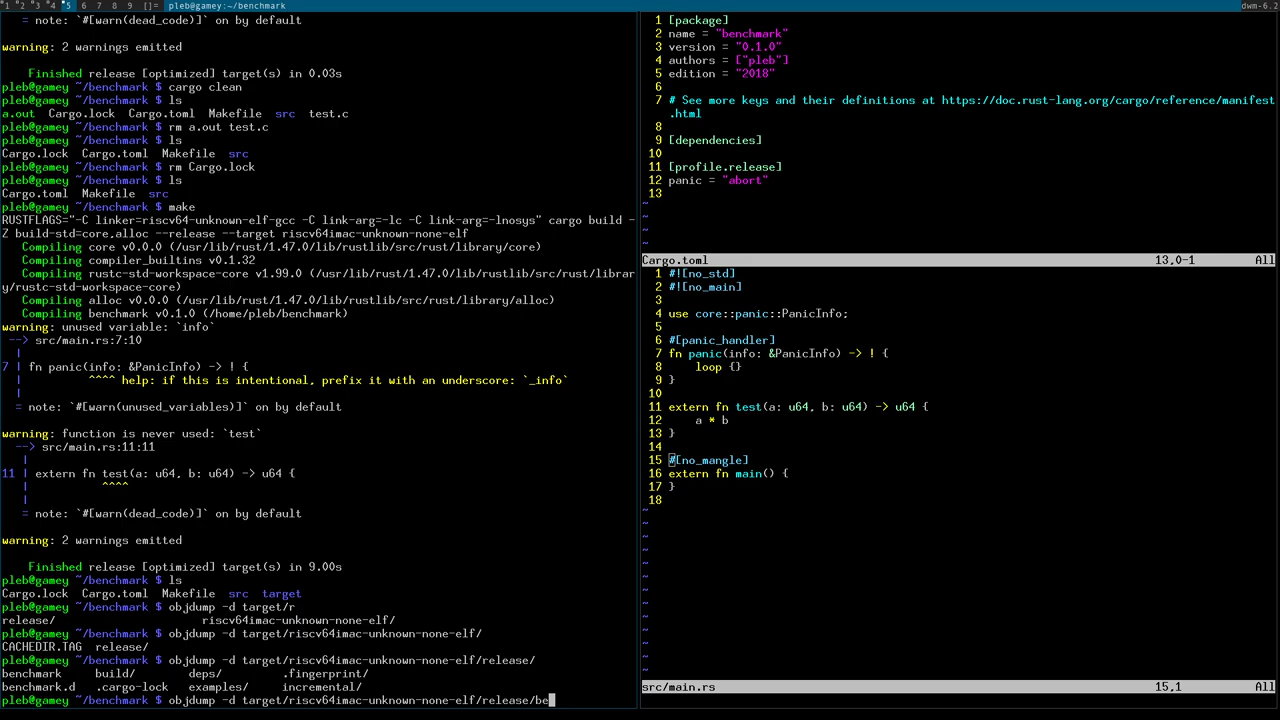 1 2 3 4 5 6 7 8 9 []= pleb@gamey:~/benchmark
dwm-6.2
= note: `#[warn(dead_code)]` on by default
warning: 2 warnings emitted
Finished release [optimized] target(s) in 0.03s
pleb@gamey ~/benchmark $ cargo clean
pleb@gamey ~/benchmark $ ls
a.out Cargo.lock Cargo.toml Makefile src test.c
pleb@gamey ~/benchmark $ rm a.out test.c
pleb@gamey ~/benchmark $ ls
Cargo.lock Cargo.toml Makefile src
pleb@gamey ~/benchmark $ rm Cargo.lock
pleb@gamey ~/benchmark $ ls
Cargo.toml Makefile src
pleb@gamey ~/benchmark $ make
RUSTFLAGS="-C linker=riscv64-unknown-elf-gcc -C link-arg=-lc -C link-arg=-lnosys" cargo build -
Z build-std=core,alloc --release --target riscv64imac-unknown-none-elf
Compiling core v0.0.0 (/usr/lib/rust/1.47.0/lib/rustlib/src/rust/library/core)
Compiling compiler_builtins v0.1.32
Compiling rustc-std-workspace-core v1.99.0 (/usr/lib/rust/1.47.0/lib/rustlib/src/rust/librar
y/rustc-std-workspace-core)
Compiling alloc v0.0.0 (/usr/lib/rust/1.47.0/lib/rustlib/src/rust/library/alloc)
Compiling benchmark v0.1.0 (/home/pleb/benchmark)
warning: unused variable: `info`
--> src/main.rs:7:10
|
7 | fn panic(info: &PanicInfo) -> ! {
| ^^^^ help: if this is intentional, prefix it with an underscore: `_info`
|
= note: `#[warn(unused_variables)]` on by default
warning: function is never used: `test`
--> src/main.rs:11:11
|
11 | extern fn test(a: u64, b: u64) -> u64 {
| ^^^^
|
= note: `#[warn(dead_code)]` on by default
warning: 2 warnings emitted
Finished release [optimized] target(s) in 9.00s
pleb@gamey ~/benchmark $ ls
Cargo.lock Cargo.toml Makefile src target
pleb@gamey ~/benchmark $ objdump -d target/r
release/ riscv64imac-unknown-none-elf/
pleb@gamey ~/benchmark $ objdump -d target/riscv64imac-unknown-none-elf/
CACHEDIR.TAG release/
pleb@gamey ~/benchmark $ objdump -d target/riscv64imac-unknown-none-elf/release/
benchmark build/ deps/ .fingerprint/
benchmark.d .cargo-lock examples/ incremental/
pleb@gamey ~/benchmark $ objdump -d target/riscv64imac-unknown-none-elf/release/be
1 [package]
2 name = "benchmark"
3 version = "0.1.0"
4 authors = ["pleb"]
5 edition = "2018"
6
7 # See more keys and their definitions at https://doc.rust-lang.org/cargo/reference/manifest
.html
8
9 [dependencies]
10
11 [profile.release]
12 panic = "abort"
13
~
~
~
~
Cargo.toml 13,0-1 All
1 #![no_std]
2 #![no_main]
3
4 use core::panic::PanicInfo;
5
6 #[panic_handler]
7 fn panic(info: &PanicInfo) -> ! {
8 loop {}
9 }
10
11 extern fn test(a: u64, b: u64) -> u64 {
12 a * b
13 }
14
15 #[no_mangle]
16 extern fn main() {
17 }
18
~
~
~
~
~
~
~
~
~
~
~
~
~
src/main.rs 15,1 All